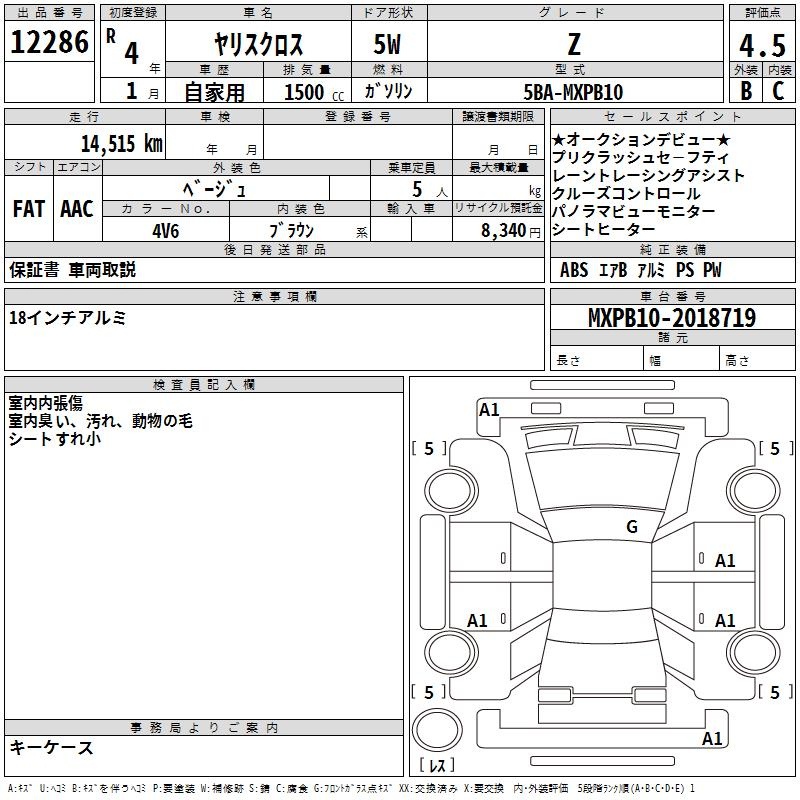 出品番号 初度登録 車名 ドア形状 グレード 評価点
12286 R 4 年 ヤリスクロス 5W Z 4.5
車歴 排気量 燃料 型式 外装 内装
1 月 自家用 1500 CC ｶﾞｿﾘﾝ 5BA-MXPB10 B C
走行 車検 登録番号 譲渡書類期限
14,515 km 年 月 月 日
シフト エアコン 外装色 乗車定員 最大積載量
FAT AAC ﾍﾞｰｼﾞｭ 5 人 kg
カラーNo. 内装色 輸入車 リサイクル預託金
4V6 ﾌﾞﾗｳﾝ 系 8,340 円
後日発送部品
保証書 車両取説
セールスポイント
★オークションデビュー★
プリクラッシュセ－フティ
レーントレーシングアシスト
クルーズコントロール
パノラマビューモニター
シートヒーター
純正装備
ABS ｴｱB ｱﾙﾐ PS PW
注意事項欄
18インチアルミ
車台番号
MXPB10-2018719
諸元
長さ 幅 高さ
検査員記入欄
室内内張傷
室内臭い、汚れ、動物の毛
シートすれ小
事務局よりご案内
キーケース
A1
[ 5 ] [ 5 ]
G
A1
A1 A1
[ 5 ] [ 5 ]
A1
[ ﾚｽ ]
A:ｷｽﾞ U:ﾍｺﾐ B:ｷｽﾞを伴うﾍｺﾐ P:要塗装 W:補修跡 S:錆 C:腐食 G:ﾌﾛﾝﾄｶﾞﾗｽ点ｷｽﾞ XX:交換済み X:要交換 内・外装評価 5段階ﾗﾝｸ順(A・B・C・D・E) 1